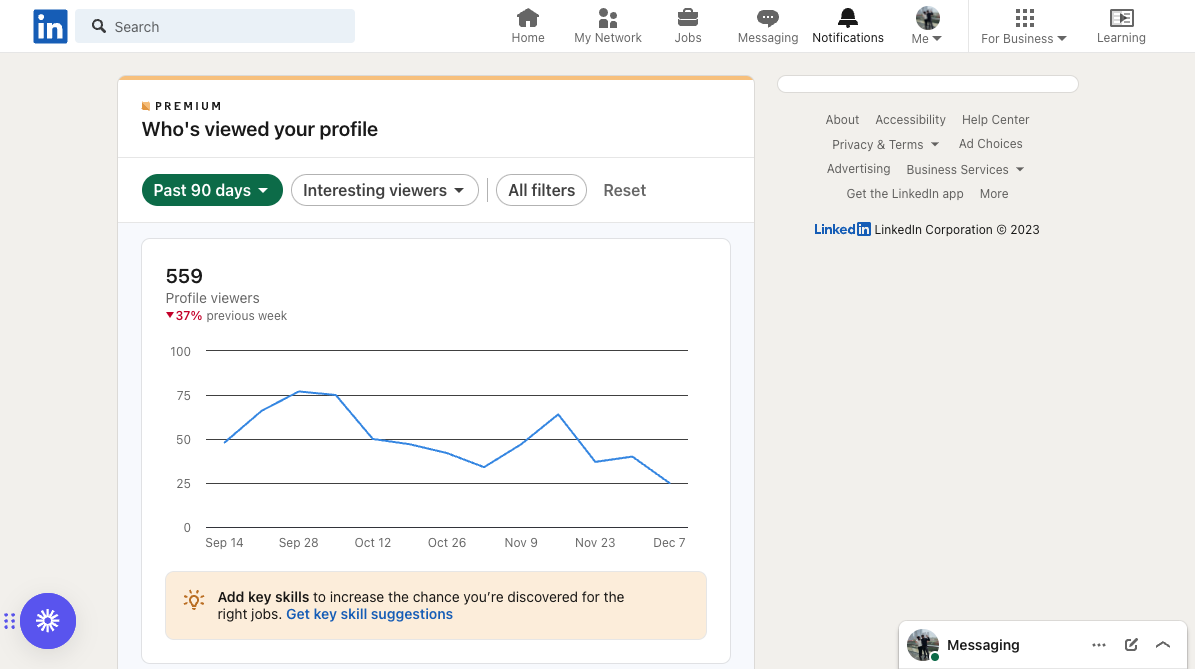 in
Search
Home
My Network
Jobs
Messaging
Notifications
Me
For Business
Learning
PREMIUM
Who's viewed your profile
Past 90 days
Interesting viewers
All filters
Reset
559
Profile viewers
37% previous week
100
75
50
25
0
Sep 14 Sep 28 Oct 12 Oct 26 Nov 9 Nov 23 Dec 7
Add key skills to increase the chance you’re discovered for the
right jobs. Get key skill suggestions
About Accessibility Help Center
Privacy & Terms Ad Choices
Advertising Business Services
Get the LinkedIn app More
LinkedIn LinkedIn Corporation © 2023
Messaging